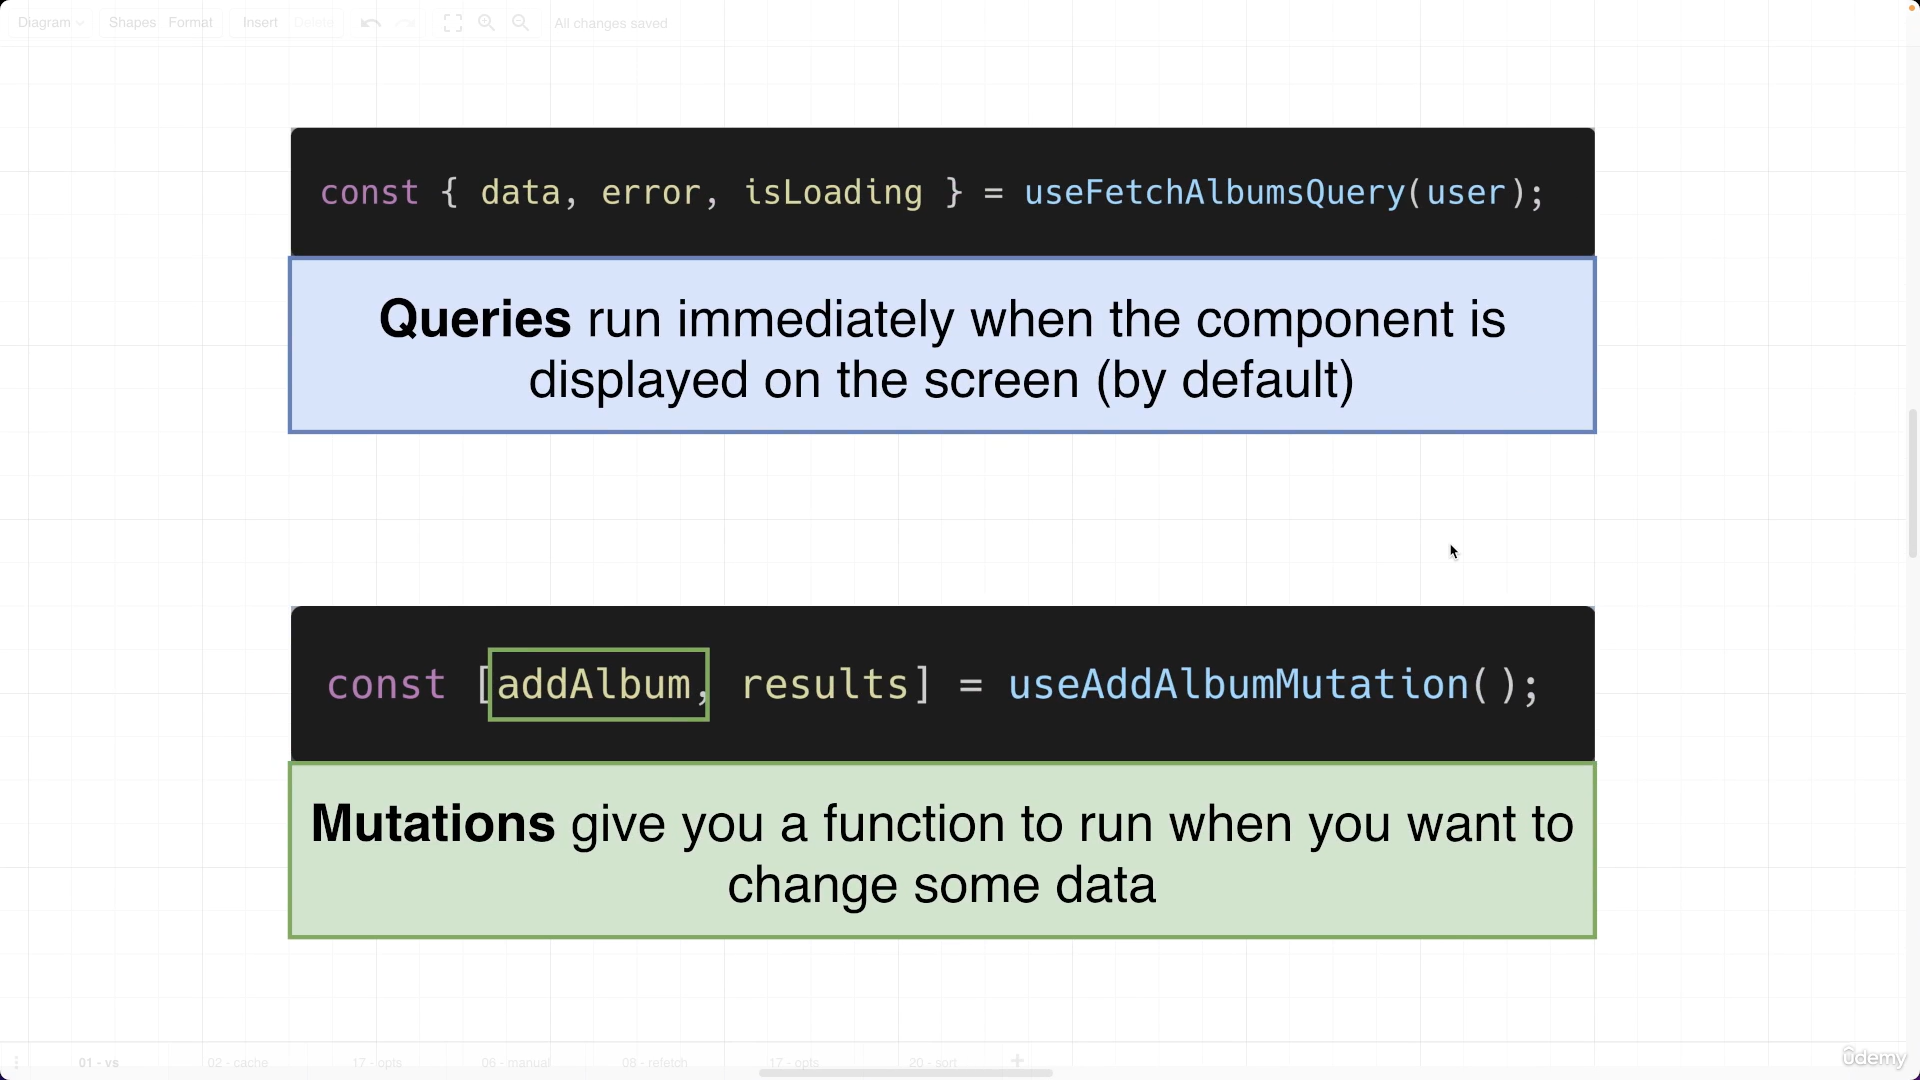 Diagram Shapes Format Insert Delete All changes saved
const { data, error, isLoading } = useFetchAlbumsQuery(user);
Queries run immediately when the component is
displayed on the screen (by default)
const [addAlbum, results] = useAddAlbumMutation();
Mutations give you a function to run when you want to
change some data
01 - vs 02 - cache 17 - opts 06 - manual 08 - refetch 17 - opts 20 - sort
ûdemy